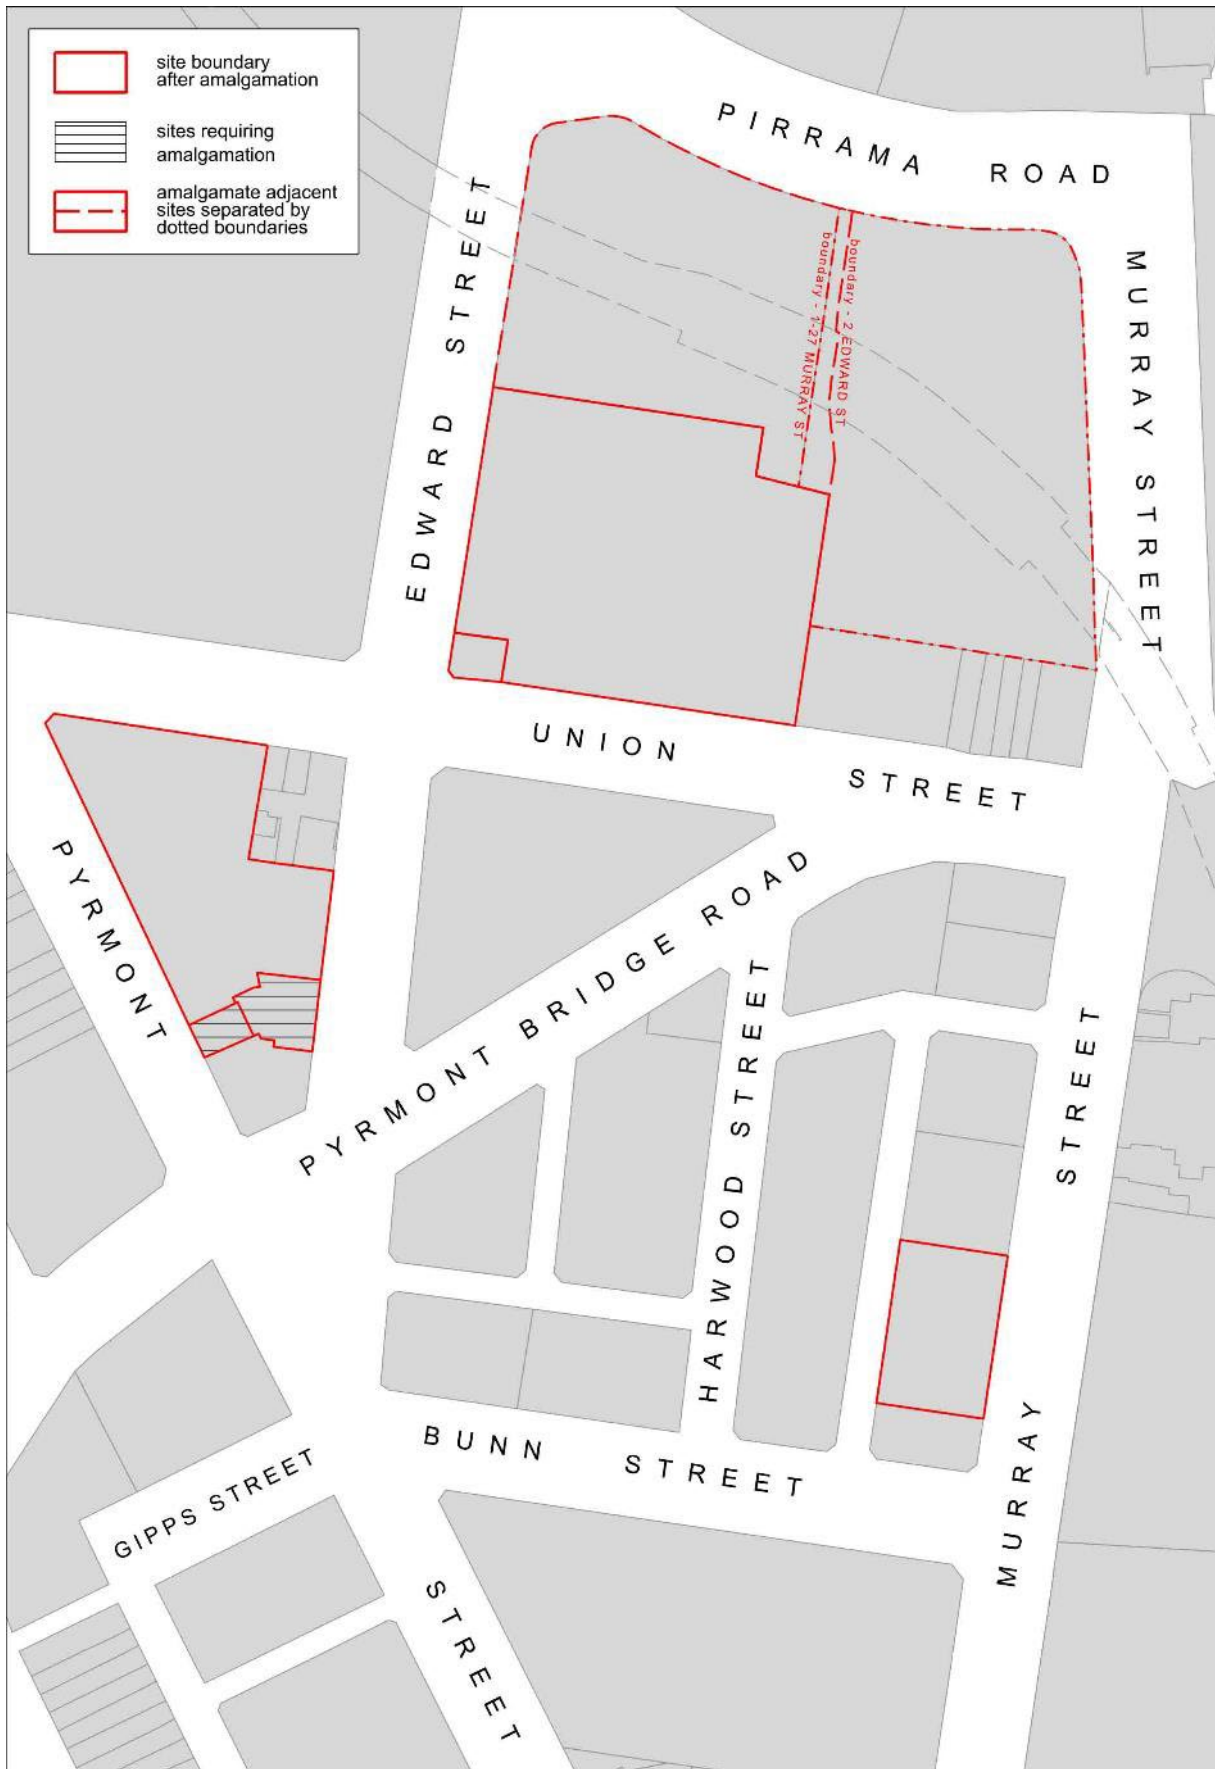 site boundary
after amalgamation
sites requiring
amalgamation
amalgamate adjacent
sites separated by
dotted boundaries
PIRRAMA ROAD
EDWARD STREET
boundary - 1-27 MURRAY ST
boundary - 2 EDWARD ST
MURRAY STREET
UNION STREET
PYRMONT STREET
PYRMONT BRIDGE ROAD
HARWOOD STREET
MURRAY STREET
BUNN STREET
GIPPS STREET